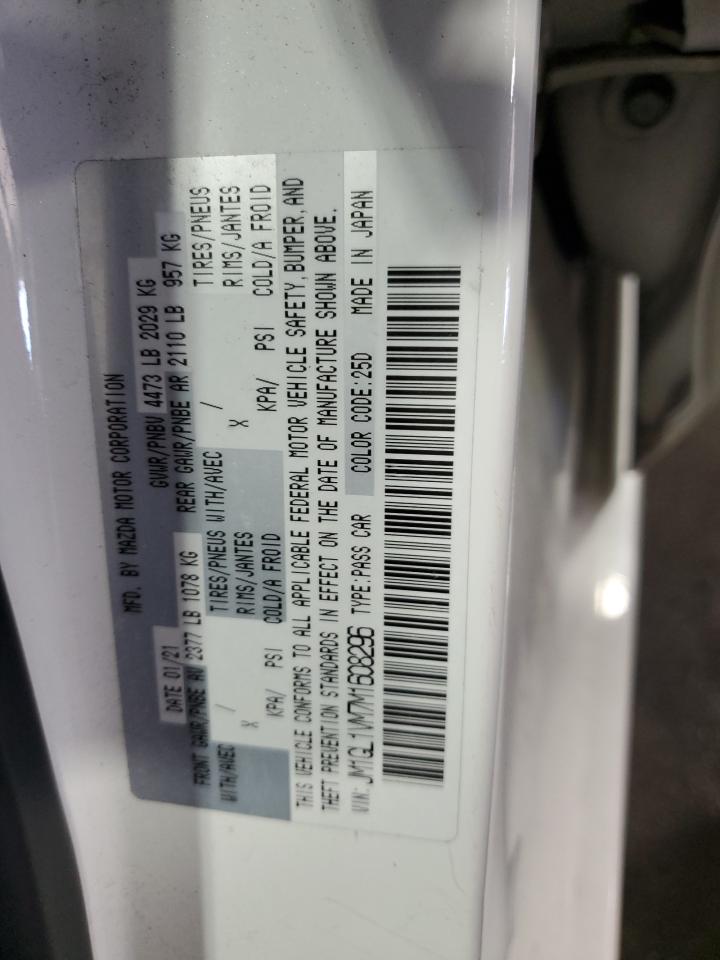 MFD. BY MAZDA MOTOR CORPORATION
DATE 01/21 GVWR/PNBV 4473 LB 2029 KG
FRONT GAWR/PNBE AV 2377 LB 1078 KG REAR GAWR/PNBE AR 2110 LB 957 KG
WITH/AVEC / TIRES/PNEUS WITH/AVEC / TIRES/PNEUS
X RIMS/JANTES X RIMS/JANTES
KPA/ PSI COLD/A FROID KPA/ PSI COLD/A FROID
THIS VEHICLE CONFORMS TO ALL APPLICABLE FEDERAL MOTOR VEHICLE SAFETY, BUMPER, AND
THEFT PREVENTION STANDARDS IN EFFECT ON THE DATE OF MANUFACTURE SHOWN ABOVE.
VIN: JM1GL1VM7M1608296 TYPE:PASS CAR COLOR CODE:25D MADE IN JAPAN